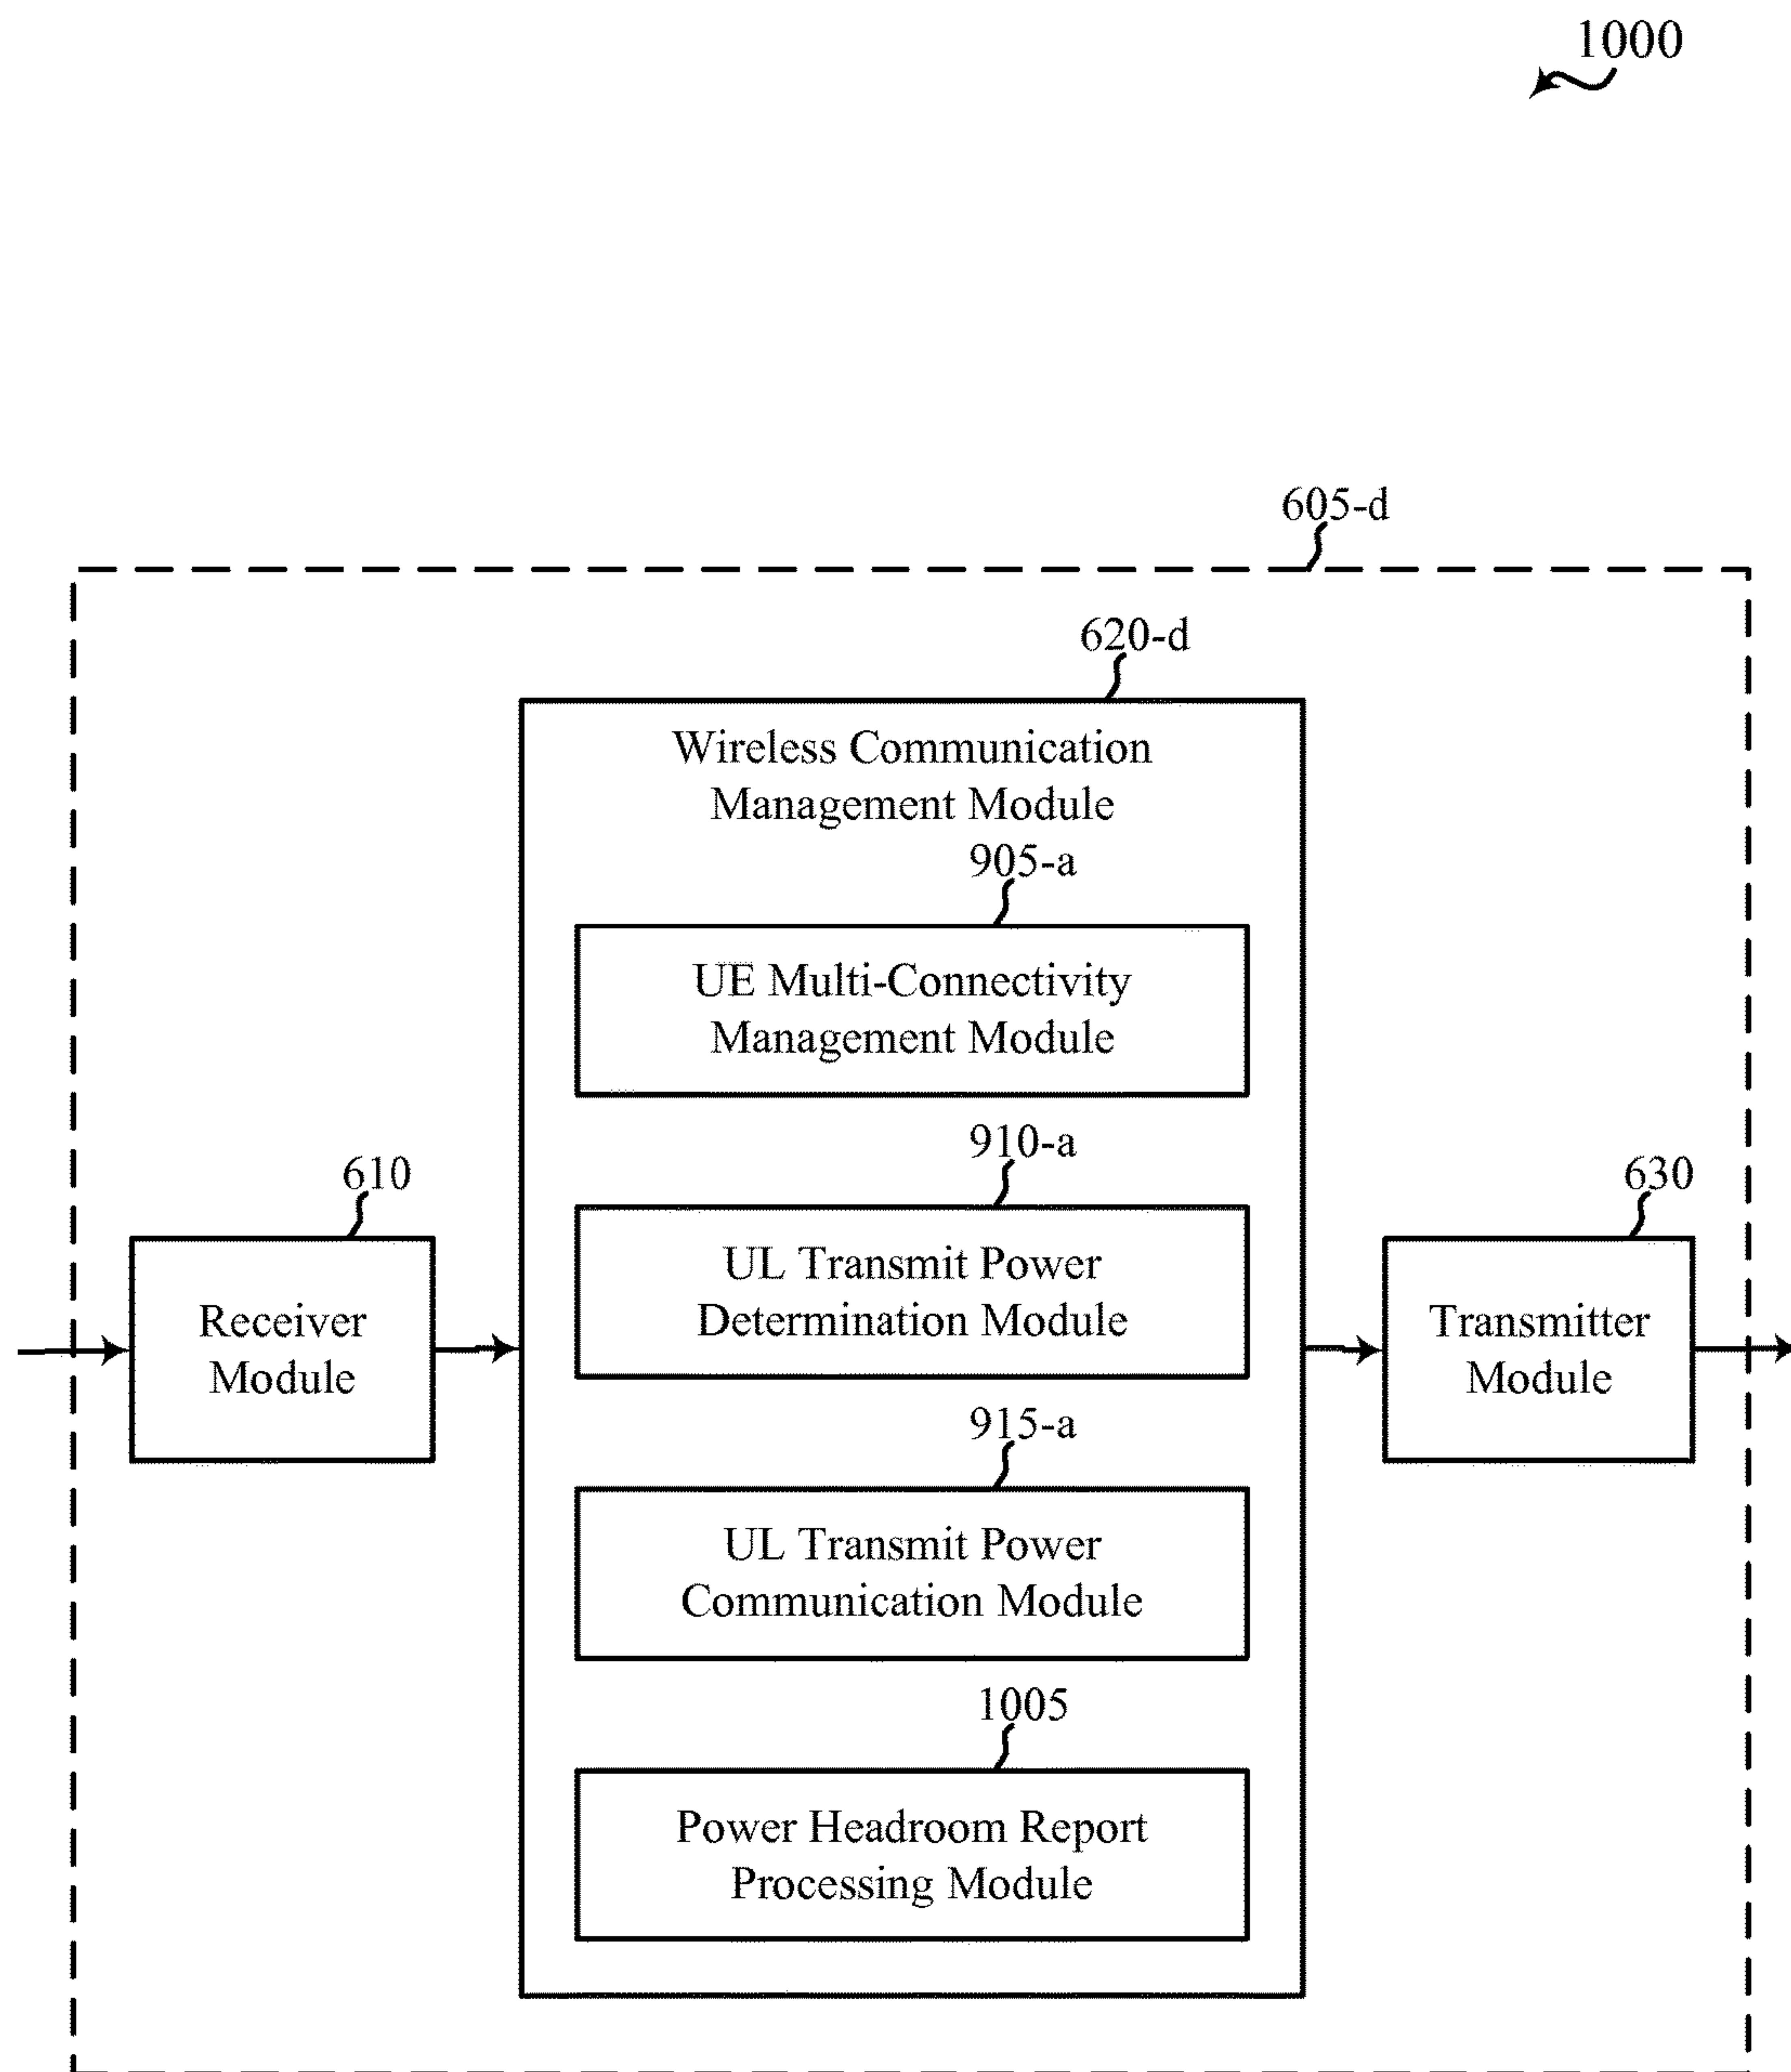 1000
605-d
620-d
Wireless Communication
Management Module
905-a
UE Multi-Connectivity
Management Module
910-a
UL Transmit Power
Determination Module
915-a
UL Transmit Power
Communication Module
1005
Power Headroom Report
Processing Module
610
Receiver
Module
630
Transmitter
Module